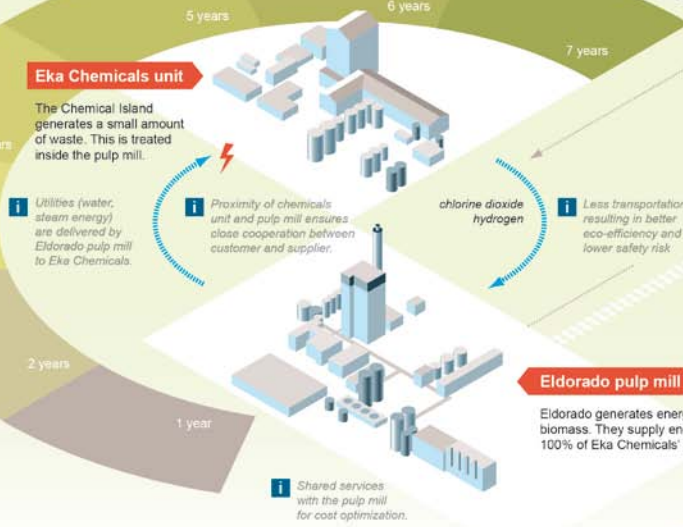 5 years
6 years
7 years
Eka Chemicals unit
The Chemical Island
generates a small amount
of waste. This is treated
inside the pulp mill.
i
Utilities (water,
steam energy)
are delivered by
Eldorado pulp mill
to Eka Chemicals.
i
Proximity of chemicals
unit and pulp mill ensures
close cooperation between
customer and supplier.
chlorine dioxide
hydrogen
i
Less transportation
resulting in better
eco-efficiency and
lower safety risk
2 years
1 year
Eldorado pulp mill
Eldorado generates
biomass. They supply
100% of Eka Chemicals'
i
Shared services
with the pulp mill
for cost optimization.